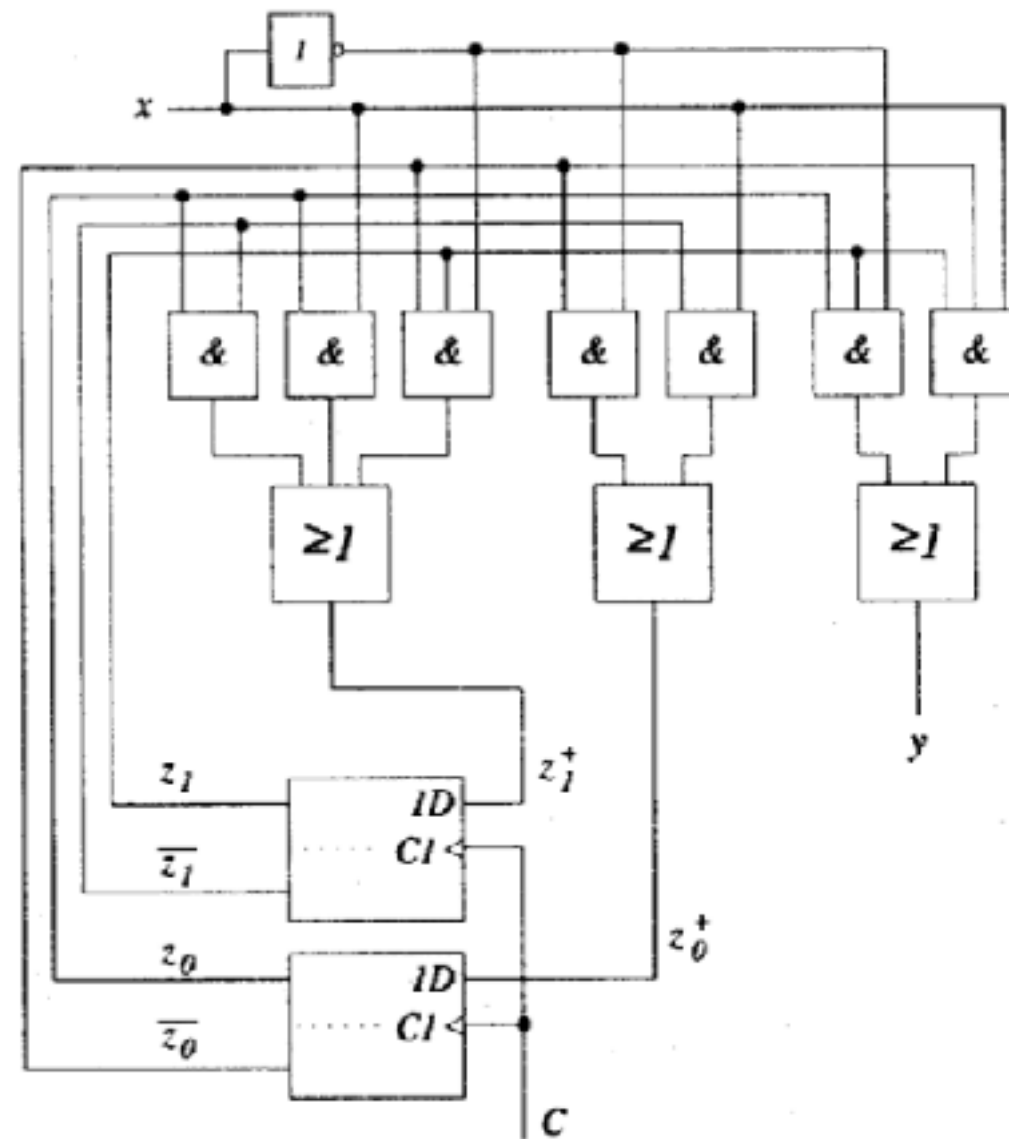 1
x
& & & & & & &
≥1 ≥1 ≥1
y
z₁ z₁⁺
1D
z̅₁ C1
z₀ z₀⁺
1D
z̅₀ C1
C